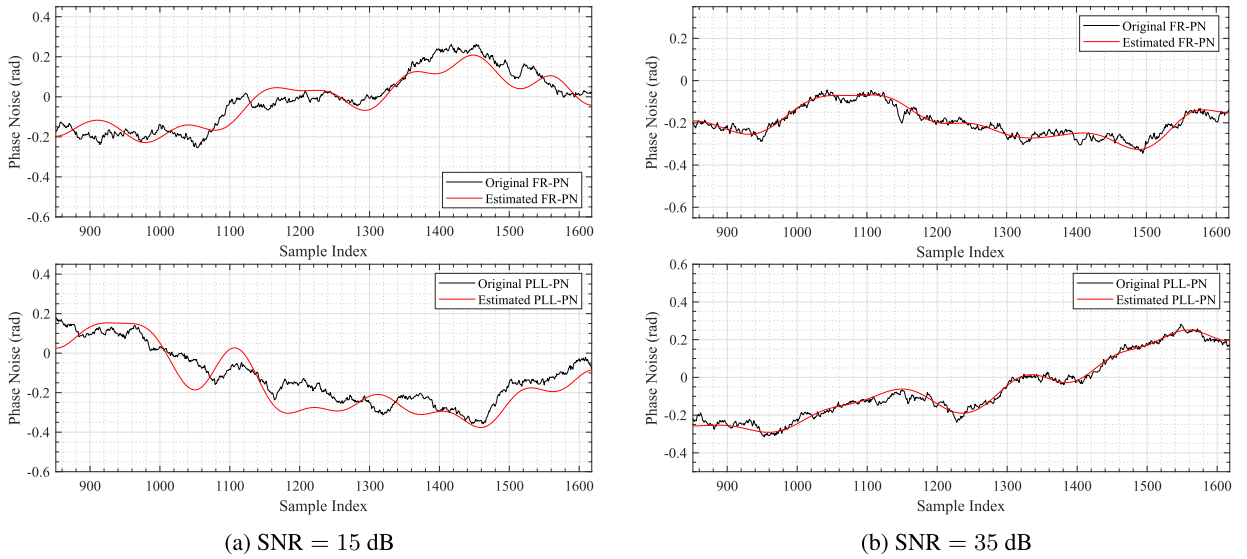 0.4
0.2
0
-0.2
-0.4
-0.6
Phase Noise (rad)
Original FR-PN
Estimated FR-PN
900 1000 1100 1200 1300 1400 1500 1600
Sample Index
0.4
0.2
0
-0.2
-0.4
-0.6
Phase Noise (rad)
Original PLL-PN
Estimated PLL-PN
900 1000 1100 1200 1300 1400 1500 1600
Sample Index
(a) SNR = 15 dB
0.2
0
-0.2
-0.4
-0.6
Phase Noise (rad)
Original FR-PN
Estimated FR-PN
900 1000 1100 1200 1300 1400 1500 1600
Sample Index
0.6
0.4
0.2
0
-0.2
-0.4
Phase Noise (rad)
Original PLL-PN
Estimated PLL-PN
900 1000 1100 1200 1300 1400 1500 1600
Sample Index
(b) SNR = 35 dB